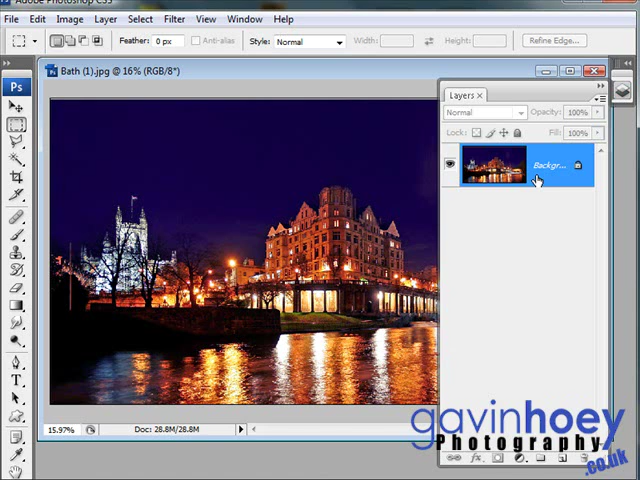 Adobe Photoshop CS3
File Edit Image Layer Select Filter View Window Help
Feather: 0 px Anti-alias Style: Normal Width: Height: Refine Edge...
Bath (1).jpg @ 16% (RGB/8*)
Ps
Layers x
Normal Opacity: 100%
Lock: Fill: 100%
Backgr...
T
15.97% Doc: 28.8M/28.8M
fx
gavinhoey
Photography
.co.uk